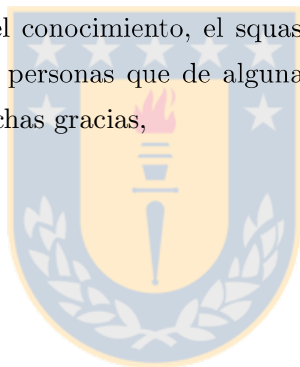 el conocimiento, el squas
personas que de alguna
chas gracias,